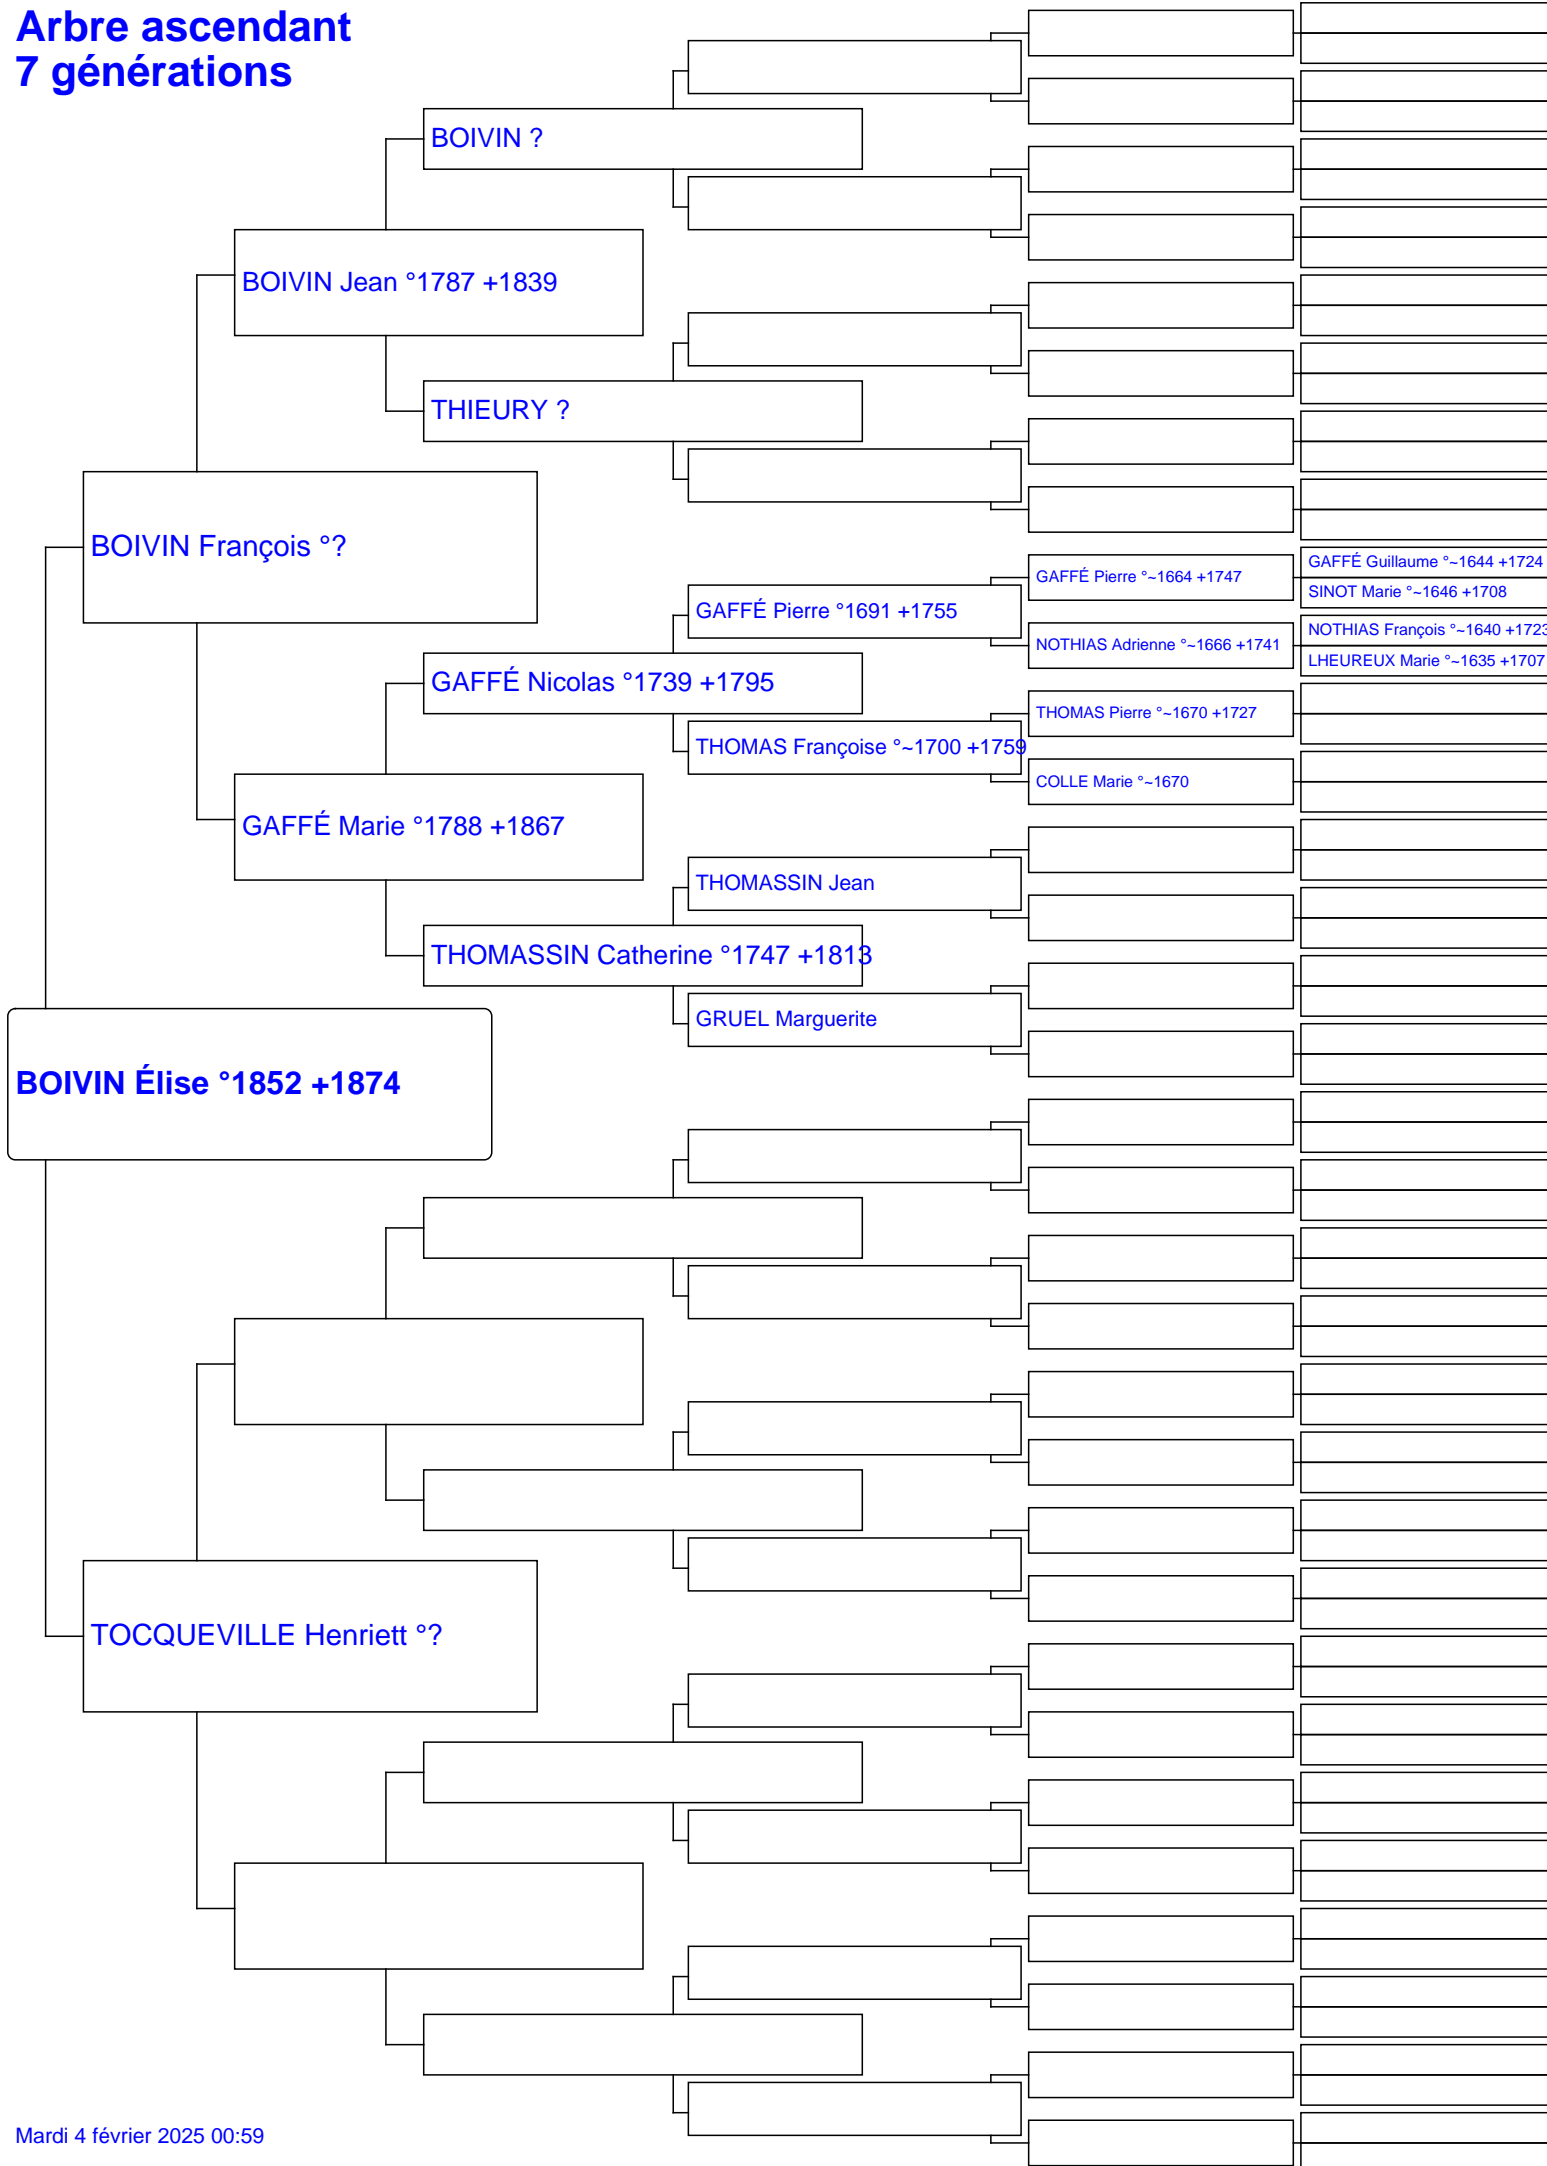 Arbre ascendant
7 générations
BOIVIN ?
BOIVIN Jean °1787 +1839
THIEURY ?
BOIVIN François °?
GAFFÉ Guillaume °~1644 +1724
GAFFÉ Pierre °~1664 +1747
SINOT Marie °~1646 +1708
GAFFÉ Pierre °1691 +1755
NOTHIAS François °~1640 +1723
NOTHIAS Adrienne °~1666 +1741
LHEUREUX Marie °~1635 +1707
GAFFÉ Nicolas °1739 +1795
THOMAS Pierre °~1670 +1727
THOMAS Françoise °~1700 +1759
COLLE Marie °~1670
GAFFÉ Marie °1788 +1867
THOMASSIN Jean
THOMASSIN Catherine °1747 +1813
GRUEL Marguerite
BOIVIN Élise °1852 +1874
TOCQUEVILLE Henriett °?
Mardi 4 février 2025 00:59